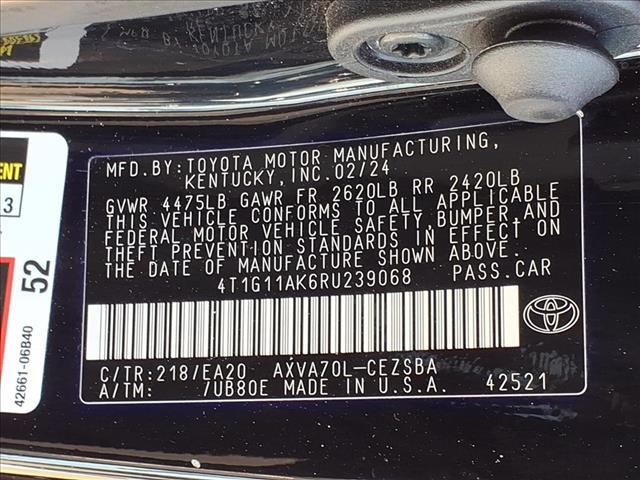 MFD.BY:TOYOTA MOTOR MANUFACTURING,
KENTUCKY,INC.02/24
GVWR 4475LB GAWR FR 2620LB RR 2420LB
THIS VEHICLE CONFORMS TO ALL APPLICABLE
FEDERAL MOTOR VEHICLE SAFETY,BUMPER,AND
THEFT PREVENTION STANDARDS IN EFFECT ON
THE DATE OF MANUFACTURE SHOWN ABOVE.
4T1G11AK6RU239068 PASS.CAR
C/TR:218/EA20 AXVA70L-CEZSBA
A/TM: /UB80E MADE IN U.S.A. 42521
3
52
42661-06B40